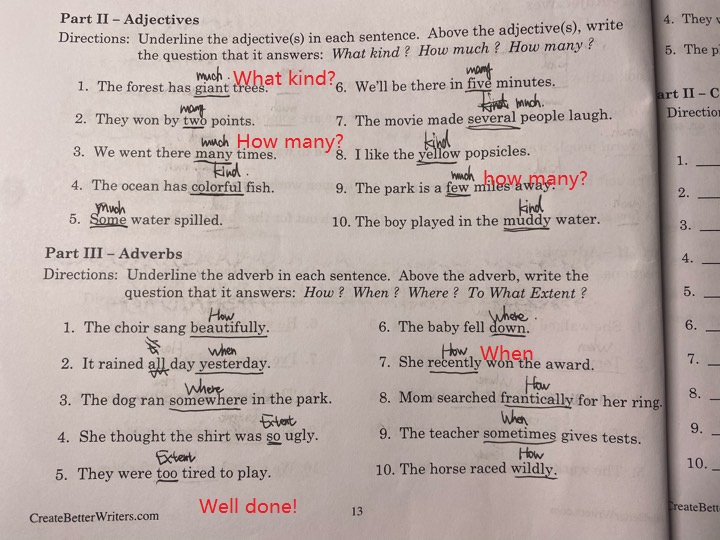 Part II – Adjectives
Directions: Underline the adjective(s) in each sentence. Above the adjective(s), write
the question that it answers: What kind? How much? How many?
much What kind?
1. The forest has giant trees.
many
2. They won by two points.
much How many?
3. We went there many times.
kind.
4. The ocean has colorful fish.
much
5. Some water spilled.
many
6. We'll be there in five minutes.
much.
7. The movie made several people laugh.
kind
8. I like the yellow popsicles.
much how many?
9. The park is a few miles away.
kind
10. The boy played in the muddy water.
Part III – Adverbs
Directions: Underline the adverb in each sentence. Above the adverb, write the
question that it answers: How? When? Where? To What Extent?
How
1. The choir sang beautifully.
When
2. It rained all day yesterday.
Where
3. The dog ran somewhere in the park.
Extent
4. She thought the shirt was so ugly.
Extent
5. They were too tired to play.
Where.
6. The baby fell down.
How When
7. She recently won the award.
How
8. Mom searched frantically for her ring.
When
9. The teacher sometimes gives tests.
How
10. The horse raced wildly.
Well done!
CreateBetterWriters.com
13
4. They
5. The
1.
2.
3.
4.
5.
6.
7.
8.
9.
10.